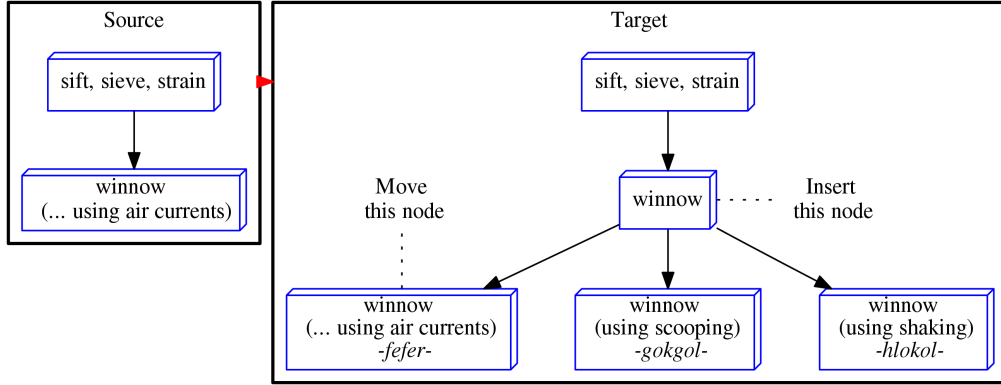 Source
sift, sieve, strain
winnow
(... using air currents)
Target
sift, sieve, strain
winnow
Insert
this node
Move
this node
winnow
(... using air currents)
-fefer-
winnow
(using scooping)
-gokgol-
winnow
(using shaking)
-hlokol-